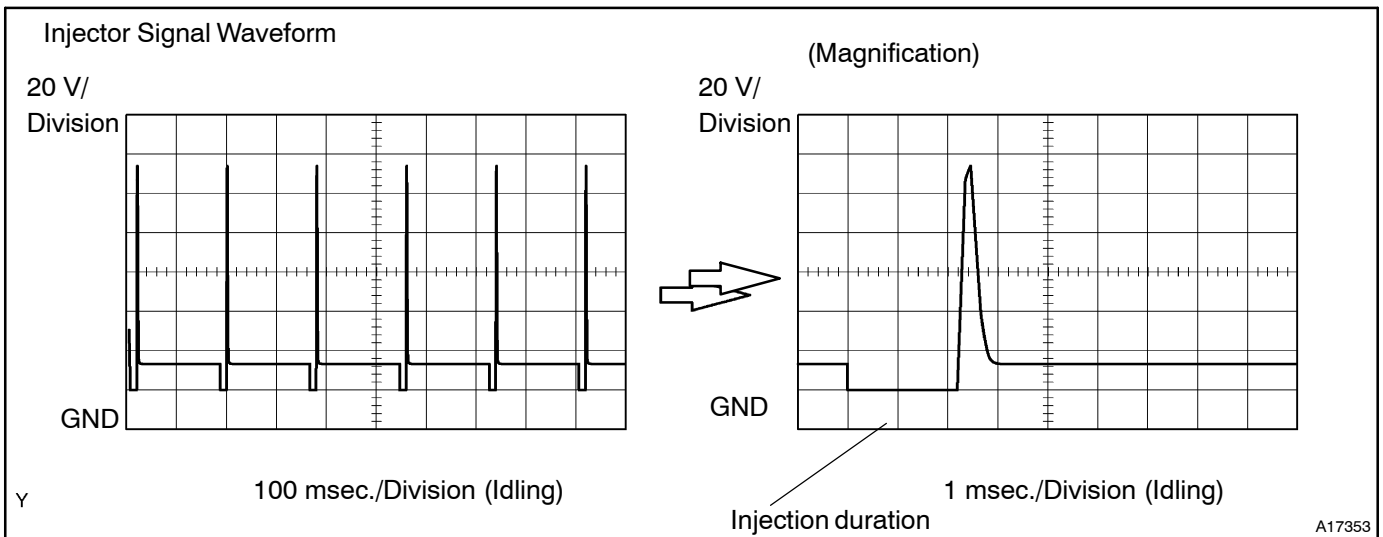 Injector Signal Waveform
(Magnification)
20 V/
Division
20 V/
Division
GND
GND
100 msec./Division (Idling)
1 msec./Division (Idling)
Injection duration
Y
A17353